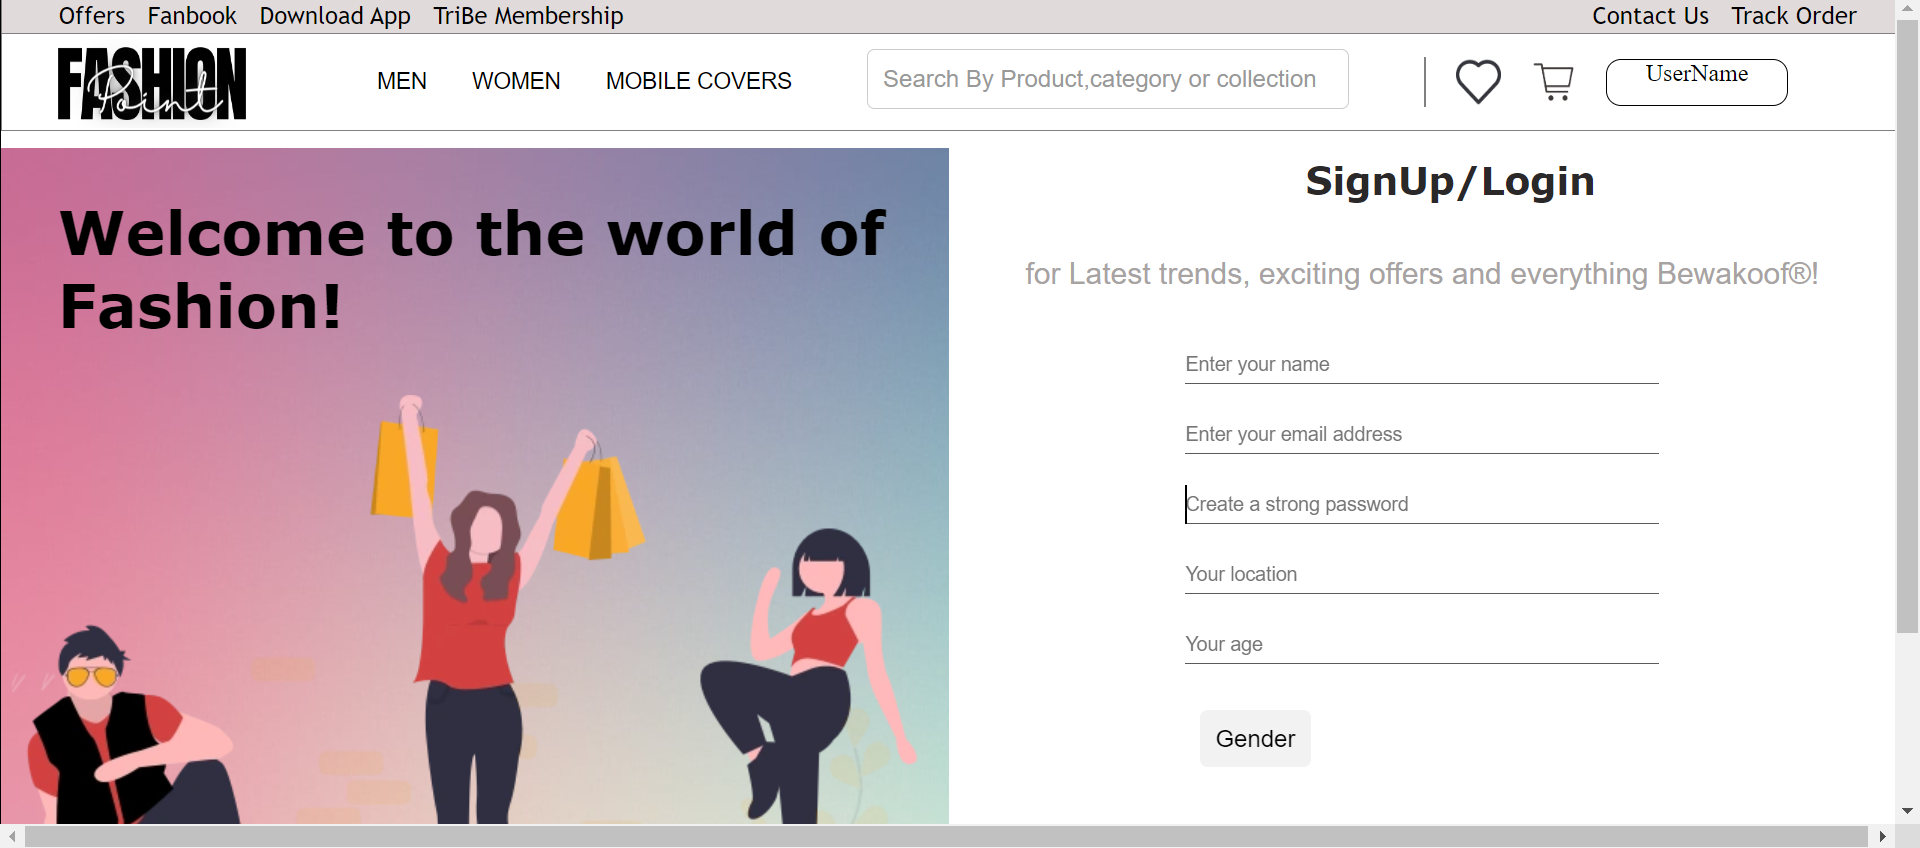 Offers Fanbook Download App TriBe Membership Contact Us Track Order
FASHION
Point
MEN WOMEN MOBILE COVERS Search By Product,category or collection UserName
Welcome to the world of
Fashion!
SignUp/Login
for Latest trends, exciting offers and everything Bewakoof®!
Enter your name
Enter your email address
Create a strong password
Your location
Your age
Gender